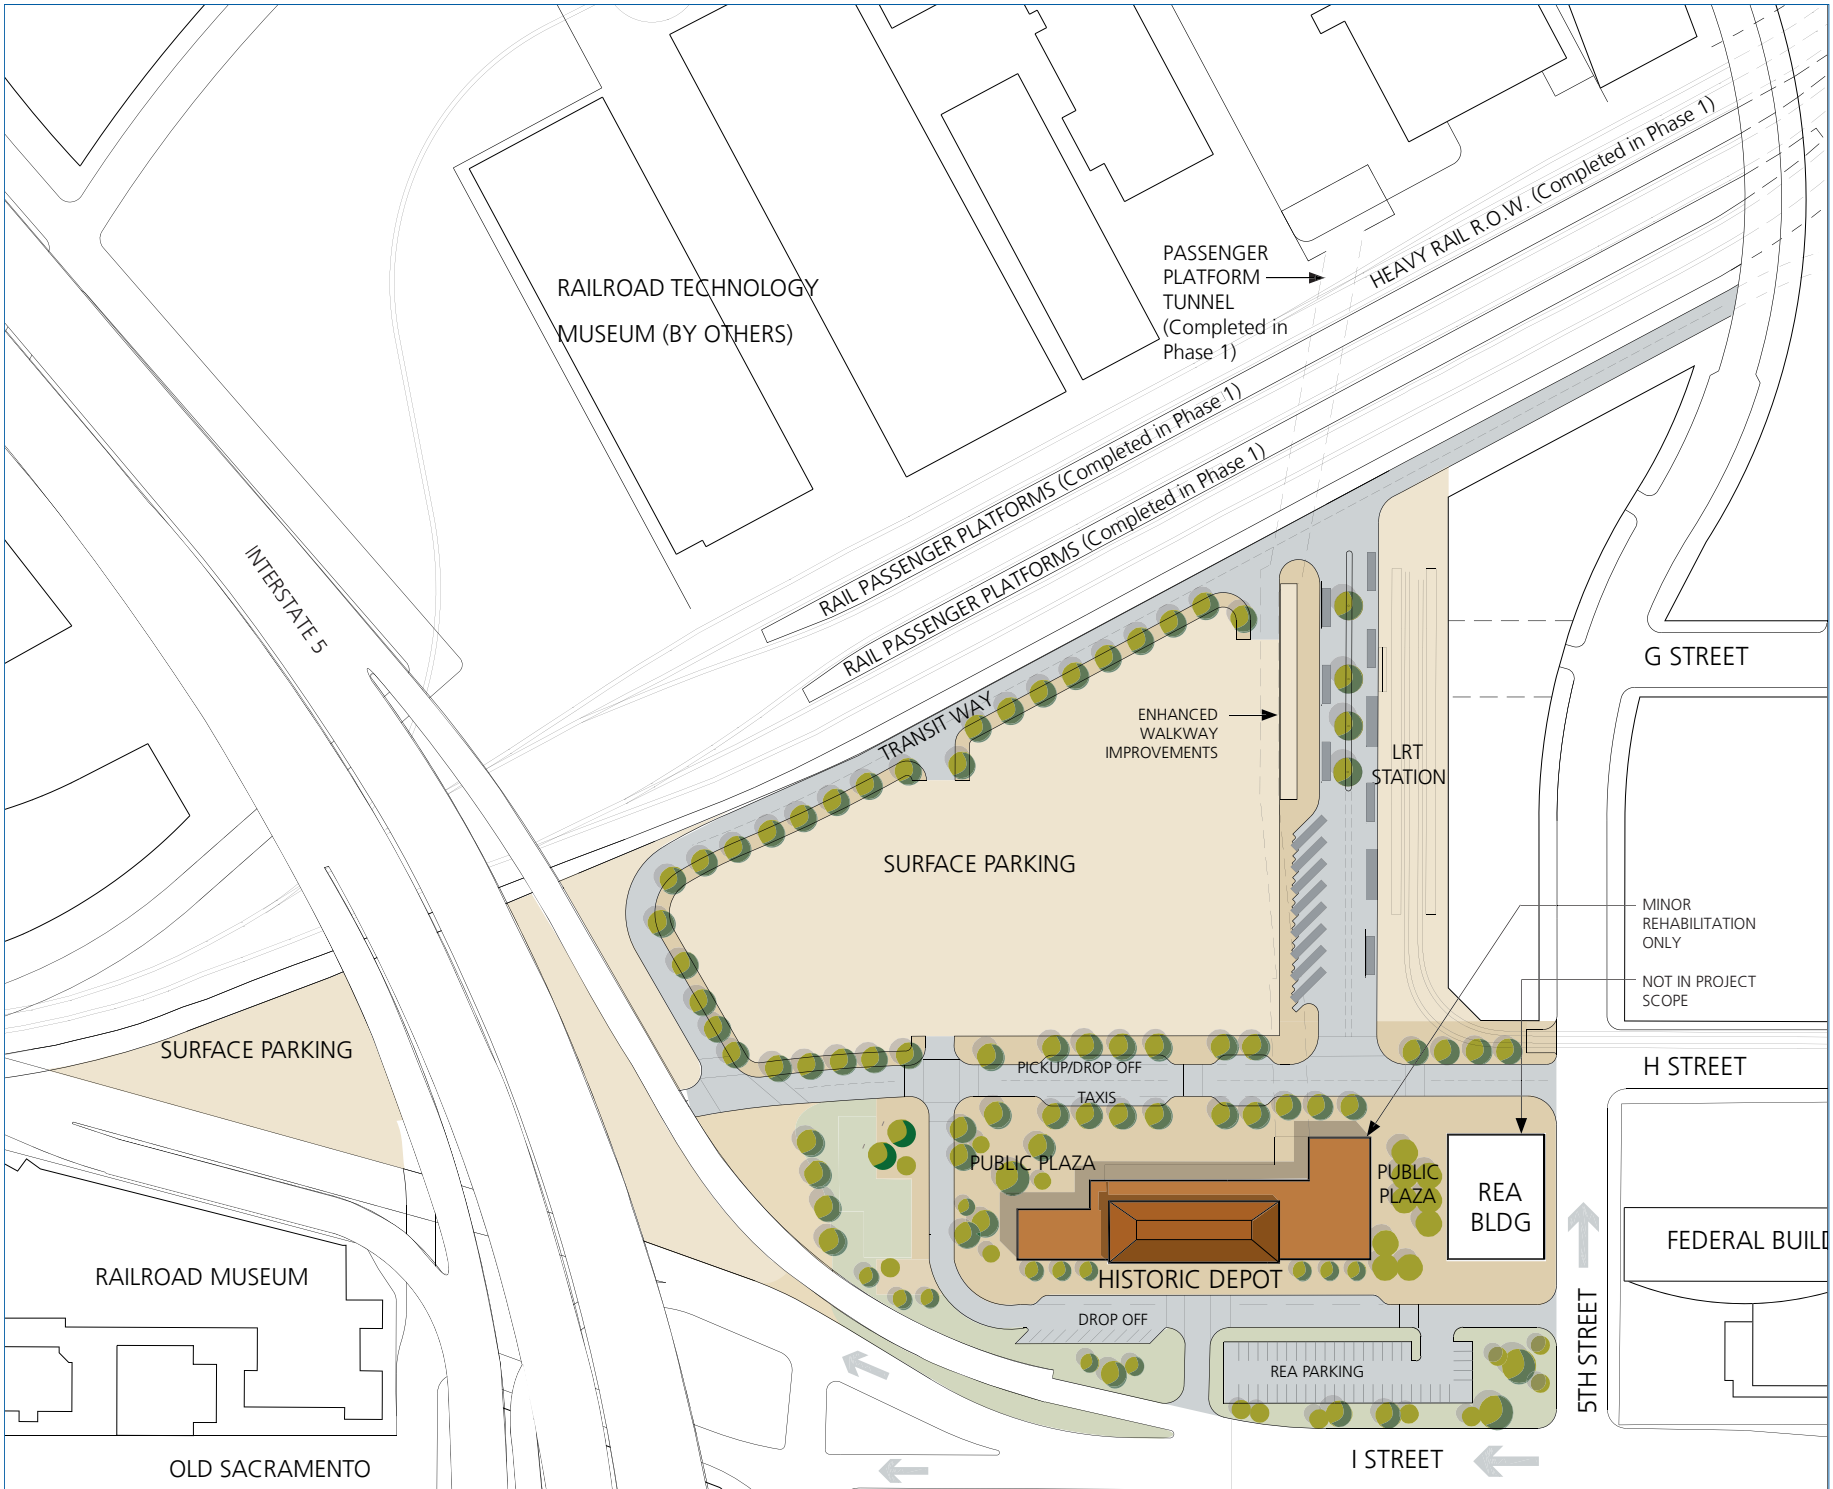 HEAVY RAIL R.O.W. (Completed in Phase 1)
PASSENGER
PLATFORM
TUNNEL
(Completed in
Phase 1)
RAILROAD TECHNOLOGY
MUSEUM (BY OTHERS)
RAIL PASSENGER PLATFORMS (Completed in Phase 1)
RAIL PASSENGER PLATFORMS (Completed in Phase 1)
INTERSTATE 5
G STREET
TRANSIT WAY
ENHANCED
WALKWAY
IMPROVEMENTS
LRT
STATION
SURFACE PARKING
MINOR
REHABILITATION
ONLY
NOT IN PROJECT
SCOPE
SURFACE PARKING
H STREET
PICKUP/DROP OFF
TAXIS
PUBLIC PLAZA
PUBLIC
PLAZA
REA
BLDG
FEDERAL BUILD
RAILROAD MUSEUM
HISTORIC DEPOT
DROP OFF
5TH STREET
REA PARKING
I STREET
OLD SACRAMENTO